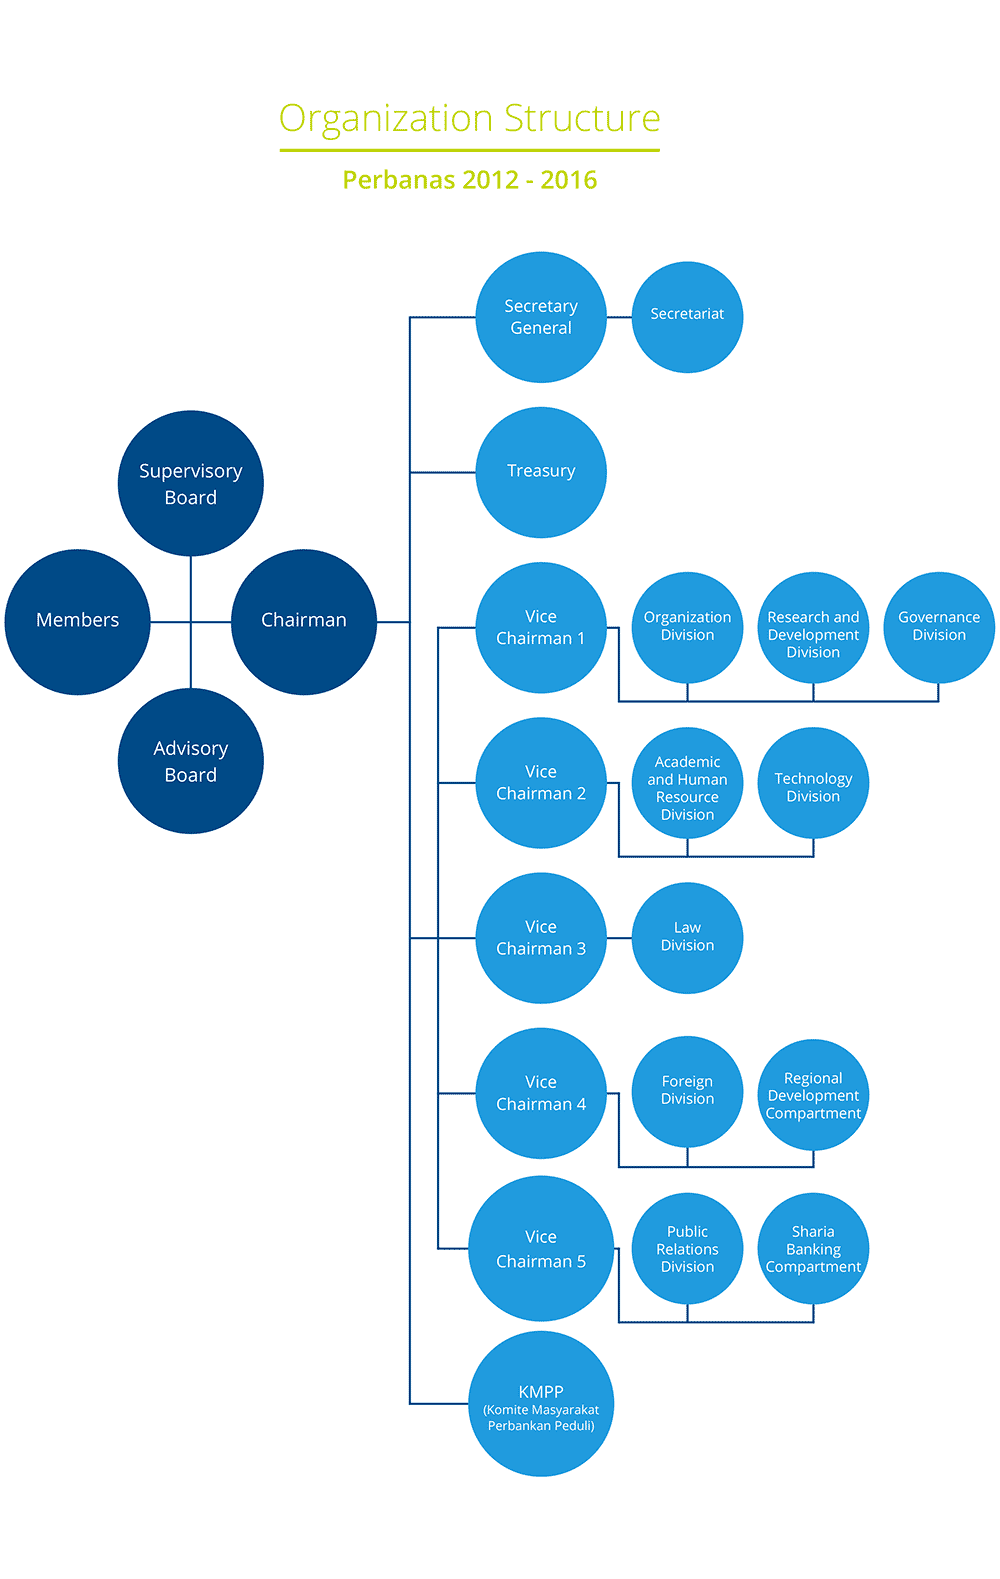 Organization Structure
Perbanas 2012 - 2016
Secretary
General
Secretariat
Supervisory
Board
Treasury
Members
Chairman
Advisory
Board
Vice
Chairman 1
Organization
Division
Research and
Development
Division
Governance
Division
Vice
Chairman 2
Academic
and Human
Resource
Division
Technology
Division
Vice
Chairman 3
Law
Division
Vice
Chairman 4
Foreign
Division
Regional
Development
Compartment
Vice
Chairman 5
Public
Relations
Division
Sharia
Banking
Compartment
KMPP
(Komite Masyarakat
Perbankan Peduli)